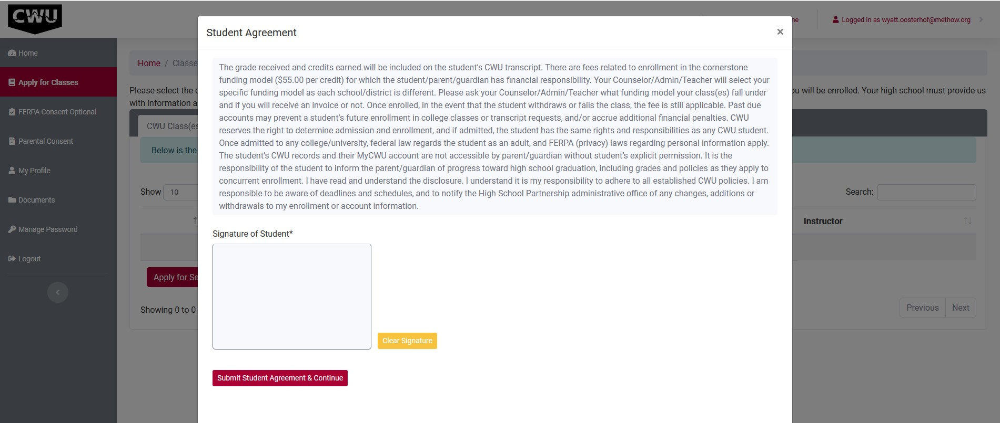 CWU
ne
Logged in as wyatt.oosterhof@methow.org
Home
Apply for Classes
FERPA Consent Optional
Parental Consent
My Profile
Documents
Manage Password
Logout
Home / Classe
Please select the
ou will be enrolled. Your high school must provide us
with information a
CWU Class(es
Below is the
Show 10
Search:
Instructor
Apply for Se
Showing 0 to 0
Previous Next
Student Agreement
×
The grade received and credits earned will be included on the student’s CWU transcript. There are fees related to enrollment in the cornerstone
funding model ($55.00 per credit) for which the student/parent/guardian has financial responsibility. Your Counselor/Admin/Teacher will select your
specific funding model as each school/district is different. Please ask your Counselor/Admin/Teacher what funding model your class(es) fall under
and if you will receive an invoice or not. Once enrolled, in the event that the student withdraws or fails the class, the fee is still applicable. Past due
accounts may prevent a student’s future enrollment in college classes or transcript requests, and/or accrue additional financial penalties. CWU
reserves the right to determine admission and enrollment, and if admitted, the student has the same rights and responsibilities as any CWU student.
Once admitted to any college/university, federal law regards the student as an adult, and FERPA (privacy) laws regarding personal information apply.
The student’s CWU records and their MyCWU account are not accessible by parent/guardian without student’s explicit permission. It is the
responsibility of the student to inform the parent/guardian of progress toward high school graduation, including grades and policies as they apply to
concurrent enrollment. I have read and understand the disclosure. I understand it is my responsibility to adhere to all established CWU policies. I am
responsible to be aware of deadlines and schedules, and to notify the High School Partnership administrative office of any changes, additions or
withdrawals to my enrollment or account information.
Signature of Student*
Clear Signature
Submit Student Agreement & Continue